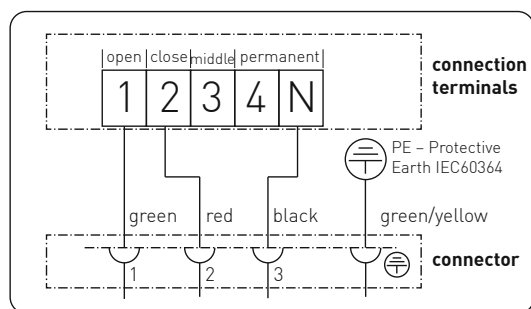 open close middle permanent
connection
terminals
1 2 3 4 N
PE – Protective
Earth IEC60364
green red black green/yellow
connector
1 2 3